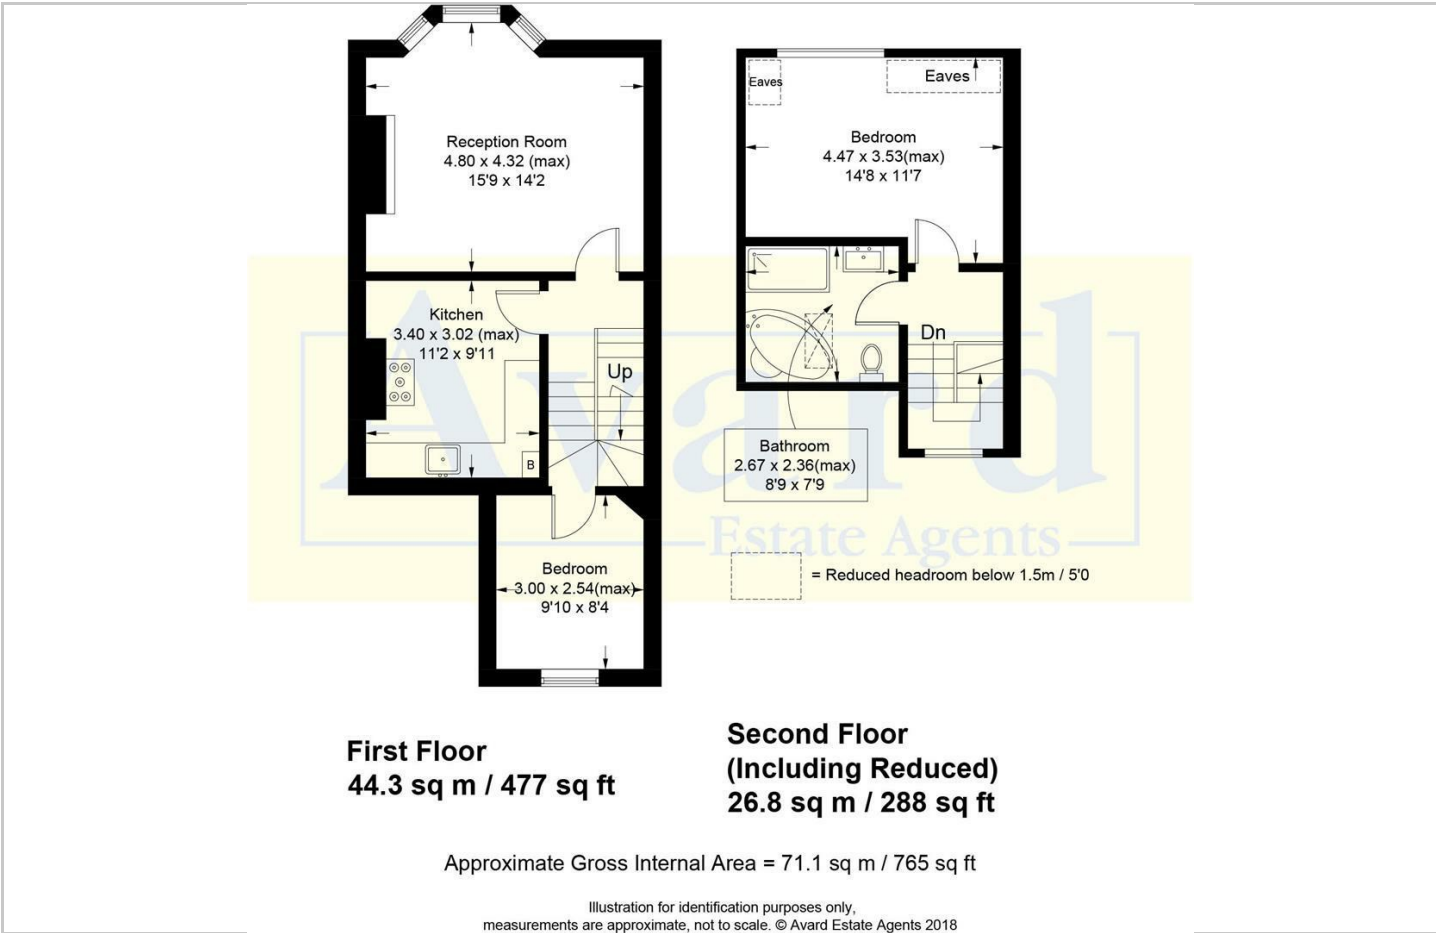 Reception Room
4.80 x 4.32 (max)
15'9 x 14'2
Kitchen
3.40 x 3.02 (max)
11'2 x 9'11
Up
B
Bedroom
3.00 x 2.54(max)
9'10 x 8'4
Eaves
Eaves
Bedroom
4.47 x 3.53(max)
14'8 x 11'7
Dn
Bathroom
2.67 x 2.36(max)
8'9 x 7'9
Avard
Estate Agents
= Reduced headroom below 1.5m / 5'0
First Floor
44.3 sq m / 477 sq ft
Second Floor
(Including Reduced)
26.8 sq m / 288 sq ft
Approximate Gross Internal Area = 71.1 sq m / 765 sq ft
Illustration for identification purposes only,
measurements are approximate, not to scale. © Avard Estate Agents 2018